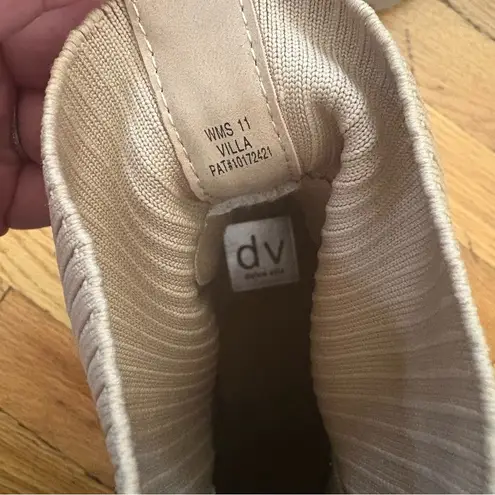 WMS 11
VILLA
PAT#10172421
dv
dolce vita